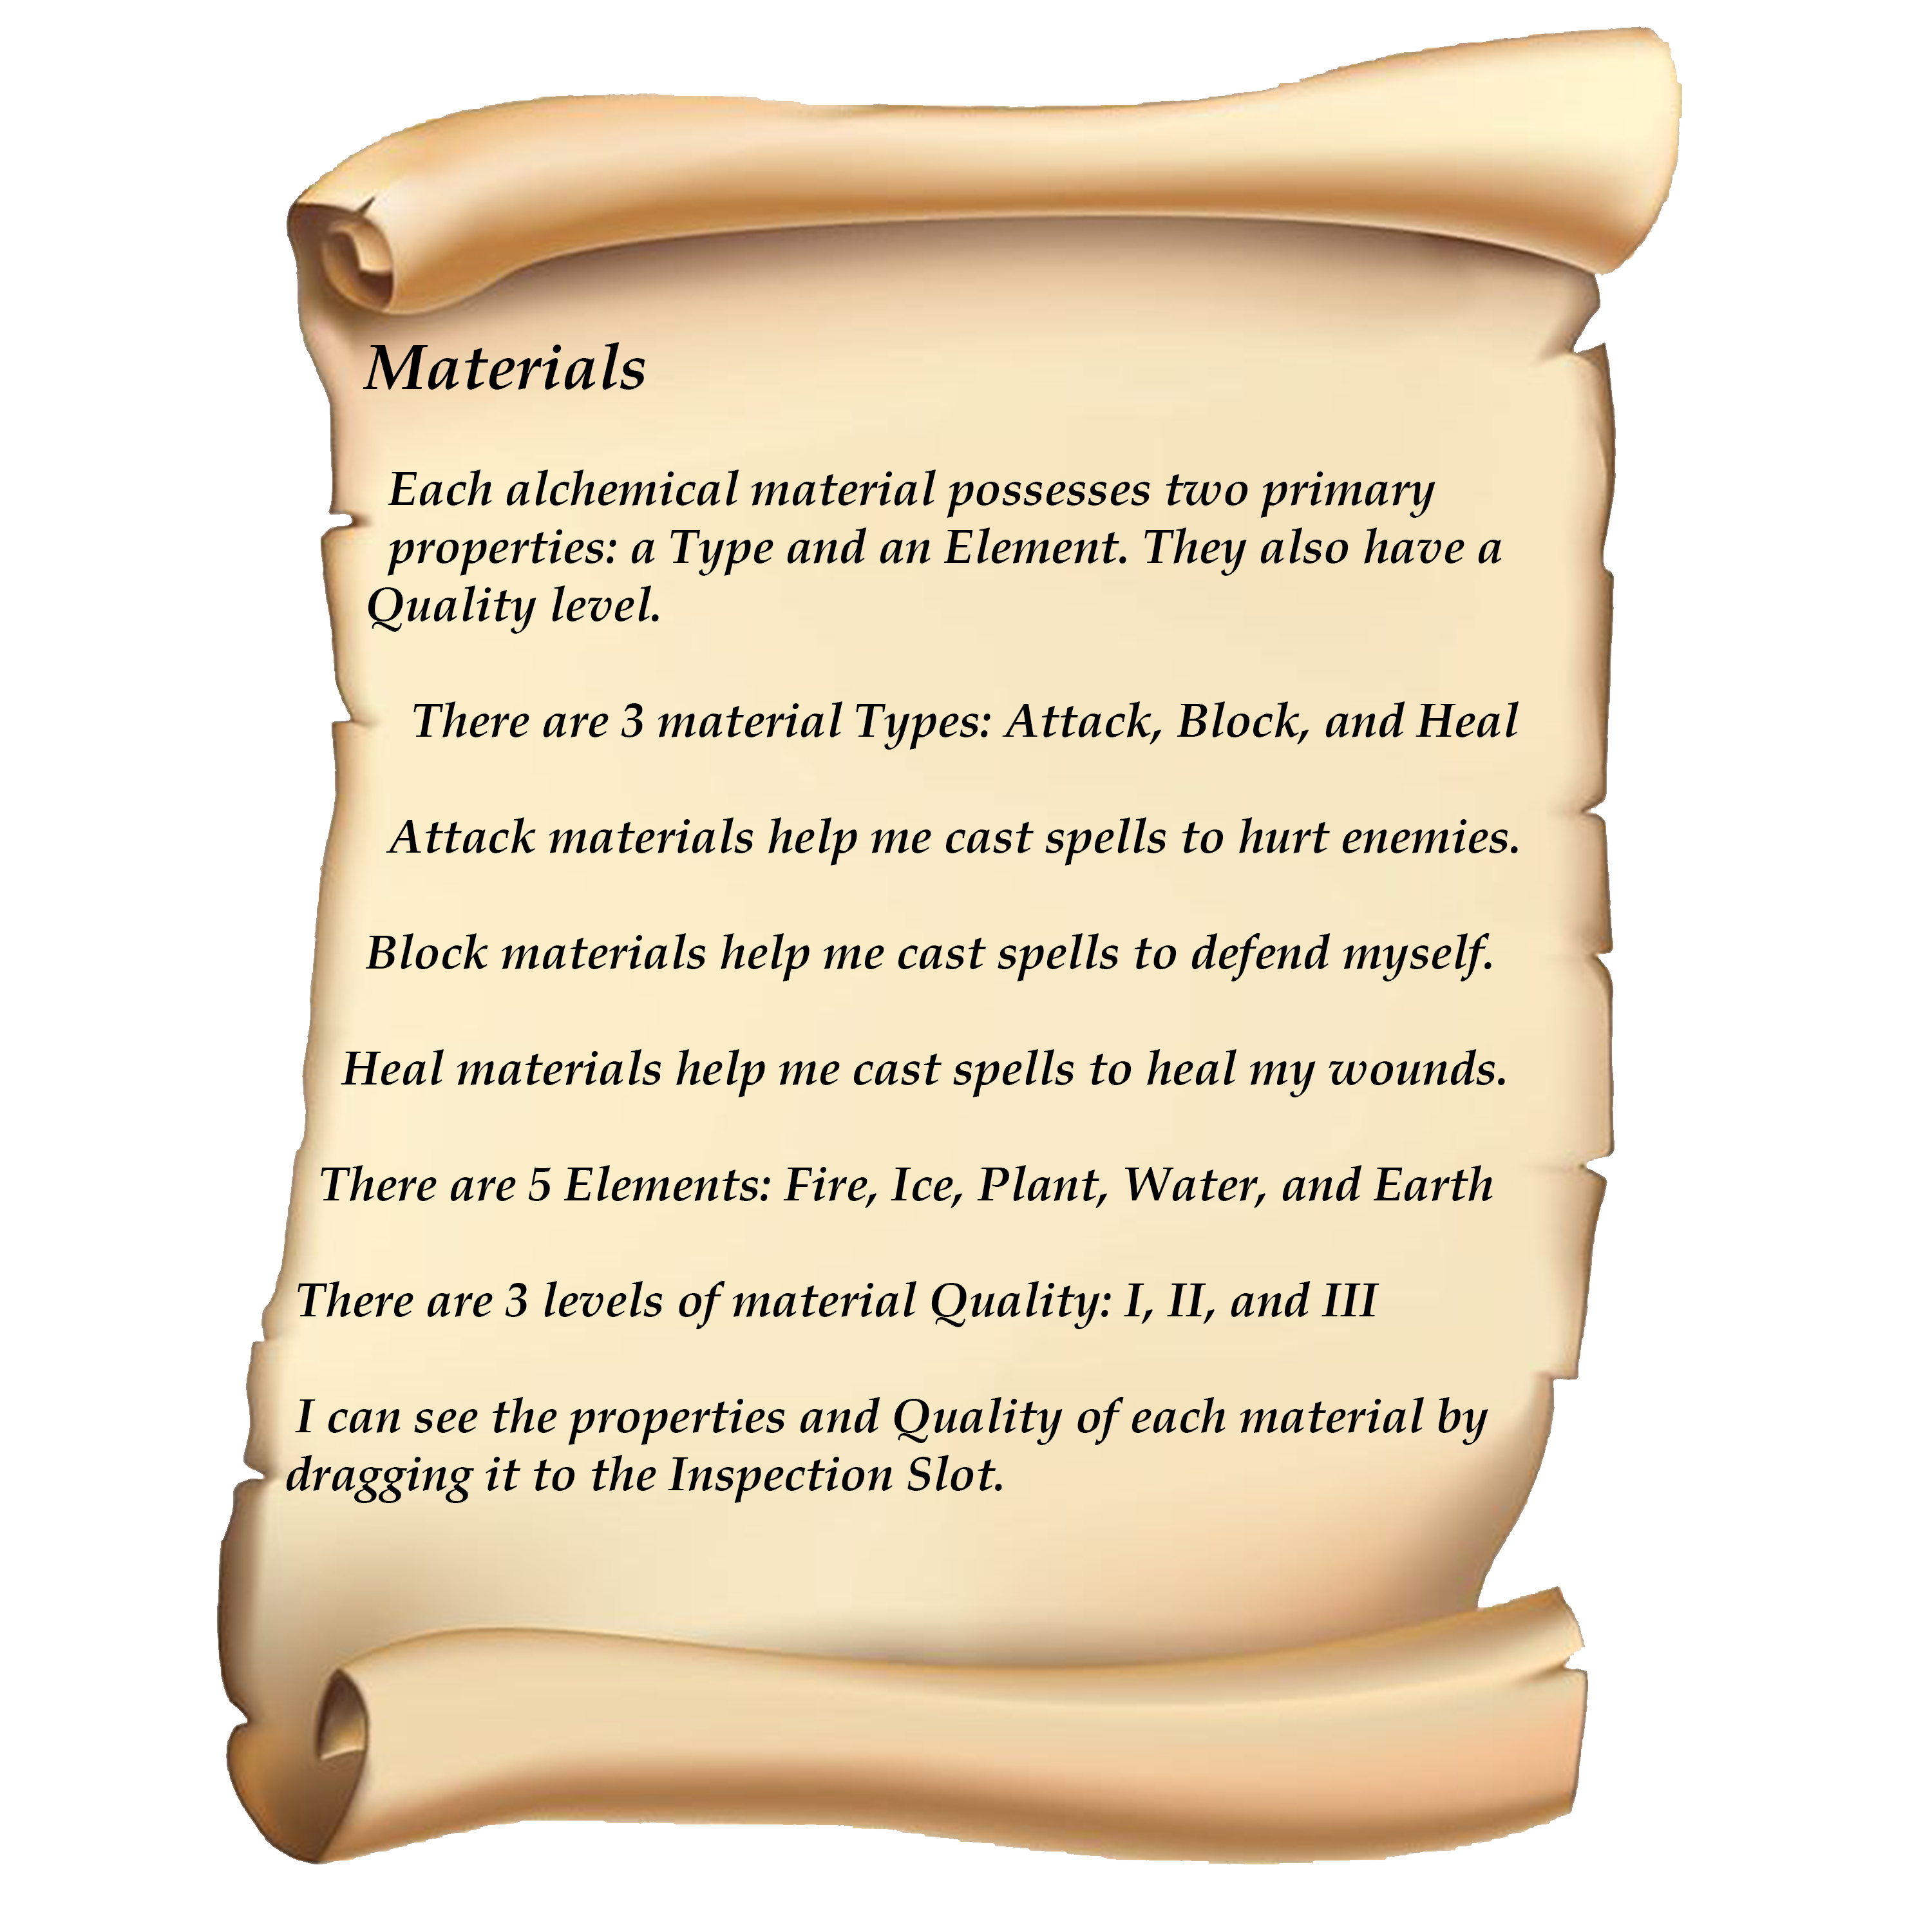 Materials
Each alchemical material possesses two primary
properties: a Type and an Element. They also have a
Quality level.
There are 3 material Types: Attack, Block, and Heal
Attack materials help me cast spells to hurt enemies.
Block materials help me cast spells to defend myself.
Heal materials help me cast spells to heal my wounds.
There are 5 Elements: Fire, Ice, Plant, Water, and Earth
There are 3 levels of material Quality: I, II, and III
I can see the properties and Quality of each material by
dragging it to the Inspection Slot.